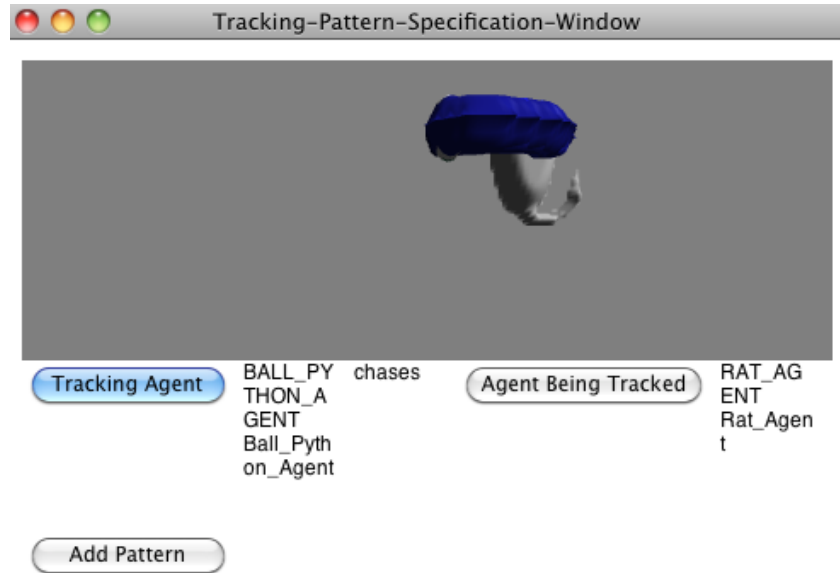 Tracking-Pattern-Specification-Window
Tracking Agent
BALL_PY
THON_A
GENT
Ball_Pyth
on_Agent
chases
Agent Being Tracked
RAT_AG
ENT
Rat_Agen
t
Add Pattern